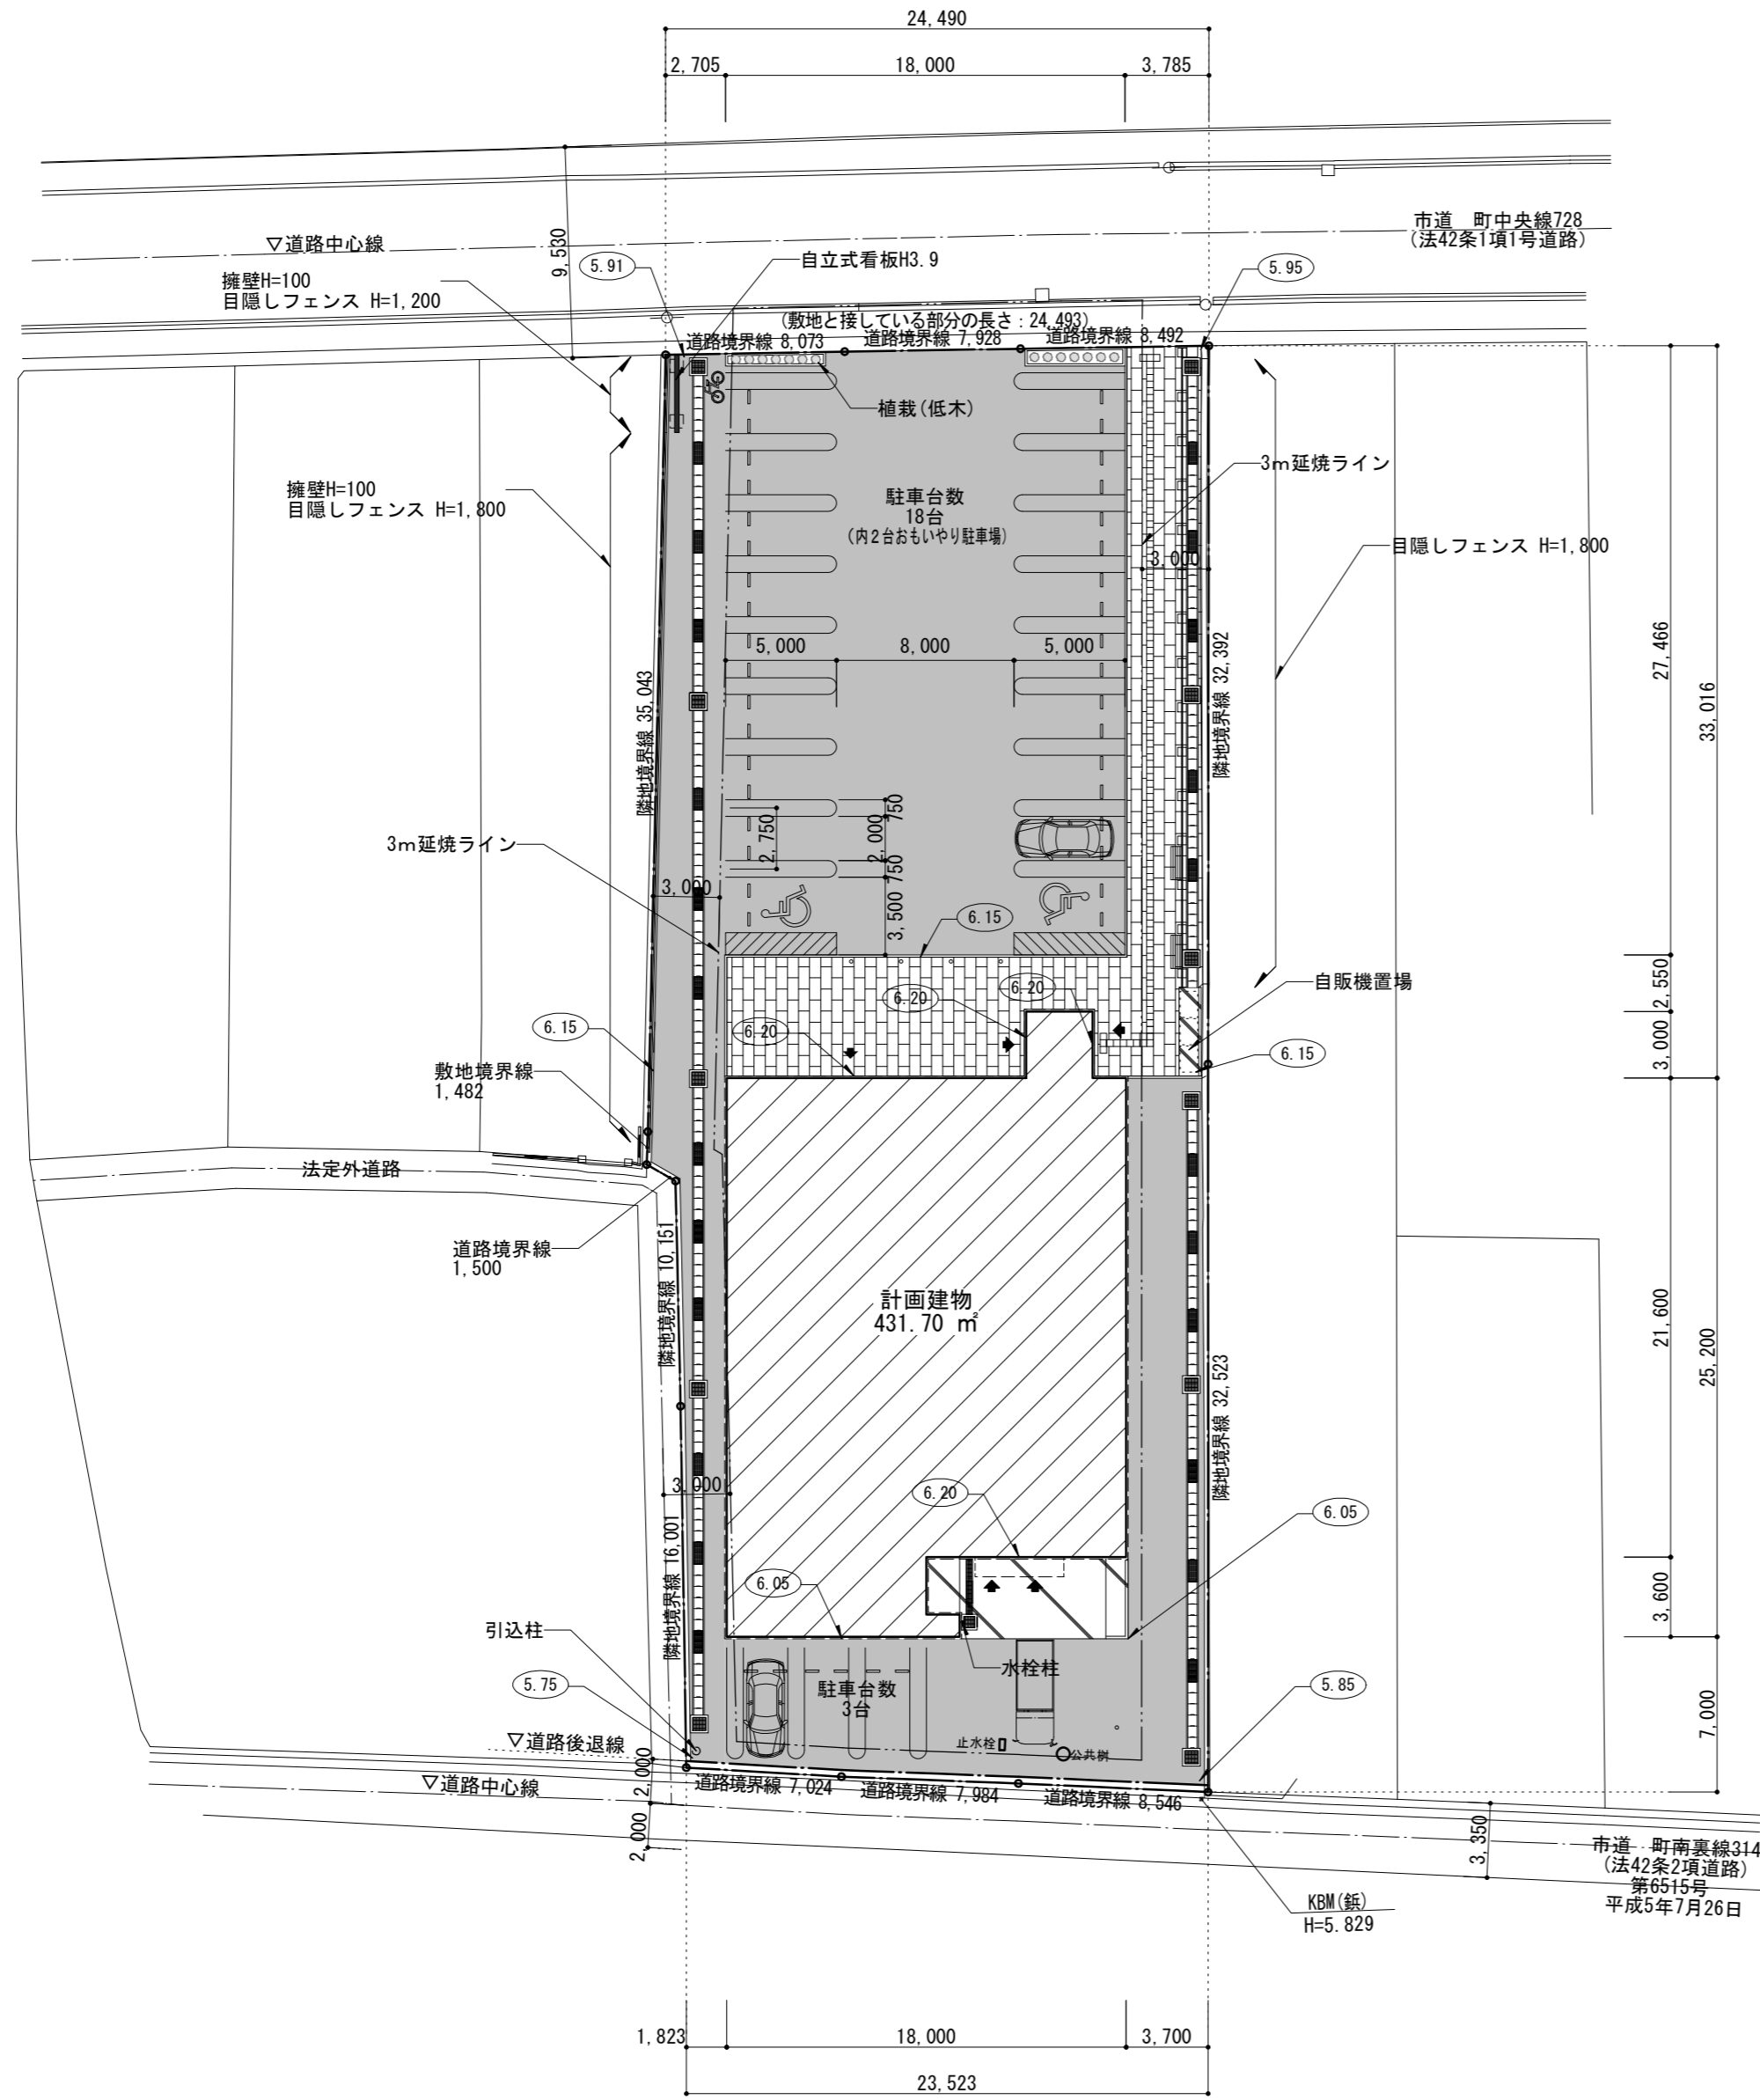 24,490
2,705
18,000
3,785
9,530
市道　町中央線728
(法42条1項1号道路)
▽道路中心線
5.91
自立式看板H3.9
5.95
擁壁H=100
目隠しフェンス H=1,200
(敷地と接している部分の長さ:24,493)
道路境界線 8,073
道路境界線 7,928
道路境界線 8,492
植栽(低木)
3m延焼ライン
擁壁H=100
目隠しフェンス H=1,800
駐車台数
18台
(内2台おもいやり駐車場)
目隠しフェンス H=1,800
3,000
27,466
33,016
5,000
8,000
5,000
隣地境界線 35,043
隣地境界線 32,392
3m延焼ライン
2,750
750
2,000
750
3,500
3,000
6.15
2,550
自販機置場
6.20
6.20
6.20
6.15
3,000
6.15
敷地境界線
1,482
法定外道路
道路境界線
1,500
隣地境界線 10,151
計画建物
431.70 ㎡
21,600
25,200
隣地境界線 32,523
3,000
隣地境界線 16,001
6.20
6.05
6.05
3,600
引込柱
水栓柱
5.75
駐車台数
3台
5.85
7,000
▽道路後退線
止水栓
公共桝
2,000
▽道路中心線
道路境界線 7,024
道路境界線 7,984
道路境界線 8,546
2,000
3,350
市道　町南裏線314
(法42条2項道路)
第6515号
平成5年7月26日
KBM(鋲)
H=5.829
1,823
18,000
3,700
23,523